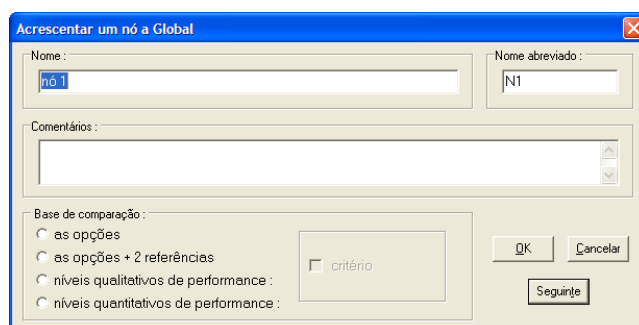 Acrescentar um nó a Global
Nome :
Nome abreviado :
nó 1
N1
Comentários :
Base de comparação :
as opções
as opções + 2 referências
níveis qualitativos de performance :
níveis quantitativos de performance :
critério
OK
Cancelar
Seguinte